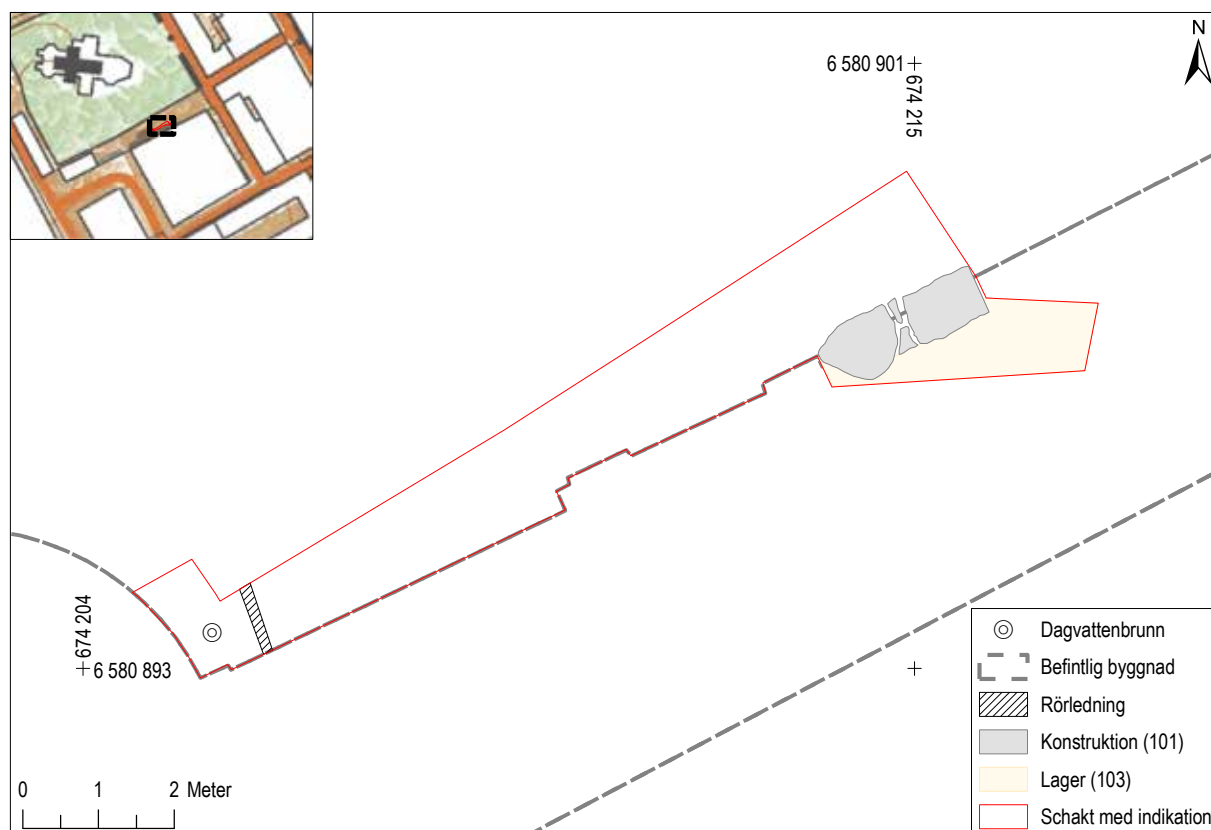 N
6 580 901
674 215
674 204
6 580 893
Dagvattenbrunn
Befintlig byggnad
Rörledning
Konstruktion (101)
Lager (103)
Schakt med indikation
0 1 2 Meter